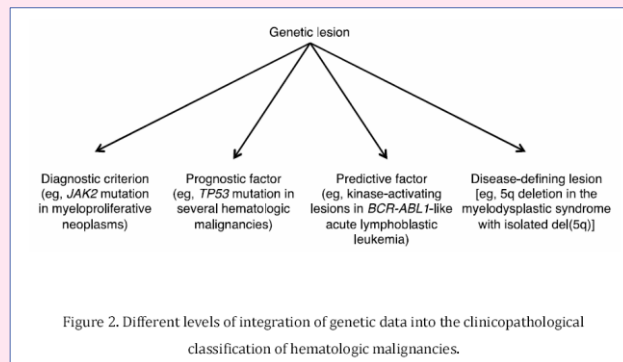 Genetic lesion
Diagnostic criterion
(eg, JAK2 mutation
in myeloproliferative
neoplasms)
Prognostic factor
(eg, TP53 mutation in
several hematologic
malignancies)
Predictive factor
(eg, kinase-activating
lesions in BCR-ABL1-like
acute lymphoblastic
leukemia)
Disease-defining lesion
[eg, 5q deletion in the
myelodysplastic syndrome
with isolated del(5q)]
Figure 2. Different levels of integration of genetic data into the clinicopathological
classification of hematologic malignancies.